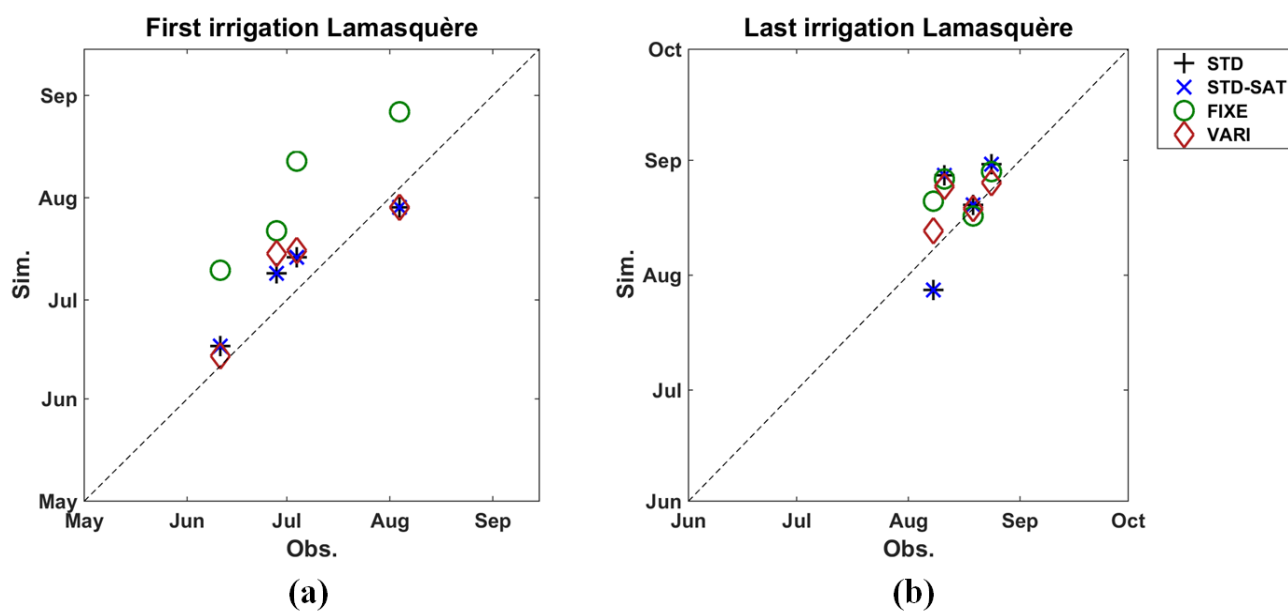 First irrigation Lamasquère
Sep
Aug
Jul
Jun
May
Sim.
May Jun Jul Aug Sep
Obs.
(a)
Last irrigation Lamasquère
Oct
Sep
Aug
Jul
Jun
Sim.
Jun Jul Aug Sep Oct
Obs.
(b)
STD
STD-SAT
FIXE
VARI